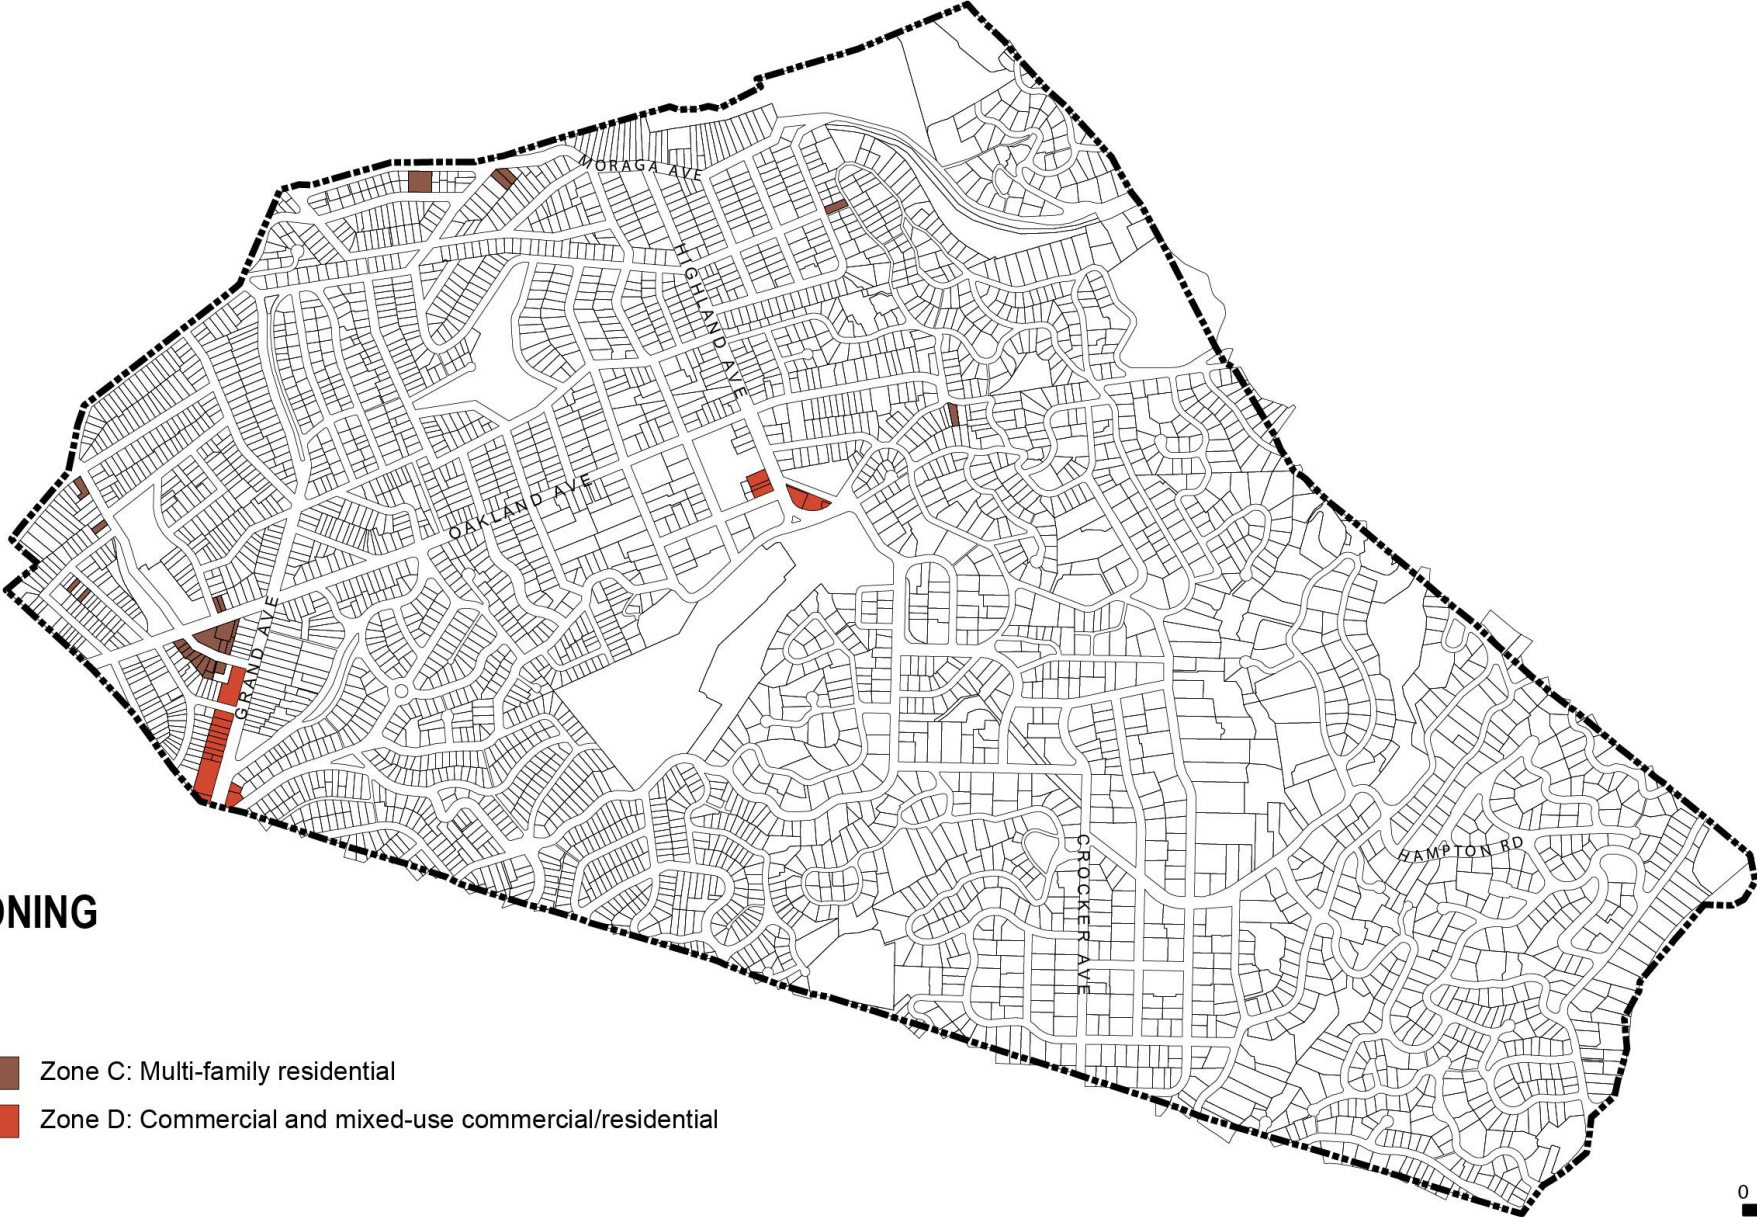 MORAGA AVE
HIGHLAND AVE
OAKLAND AVE
GRAND AVE
CROCKER AVE
HAMPTON RD
ONING
Zone C: Multi-family residential
Zone D: Commercial and mixed-use commercial/residential
0